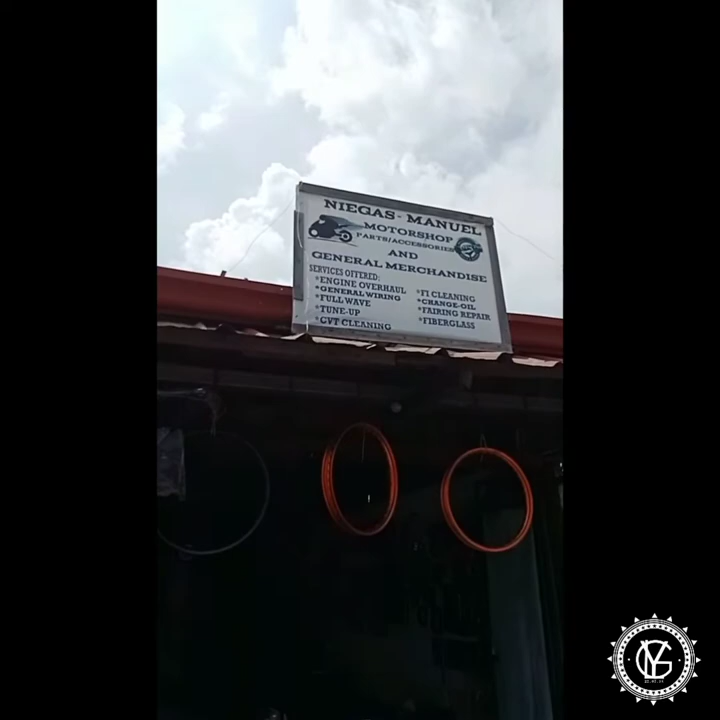 NIEGAS - MANUEL
MOTORSHOP
PARTS/ACCESSORIES
AND
GENERAL MERCHANDISE
SERVICES OFFERED:
*ENGINE OVERHAUL
*GENERAL WIRING
*FULL WAVE
*TUNE-UP
*CVT CLEANING
*FI CLEANING
*CHANGE-OIL
*FAIRING REPAIR
*FIBERGLASS